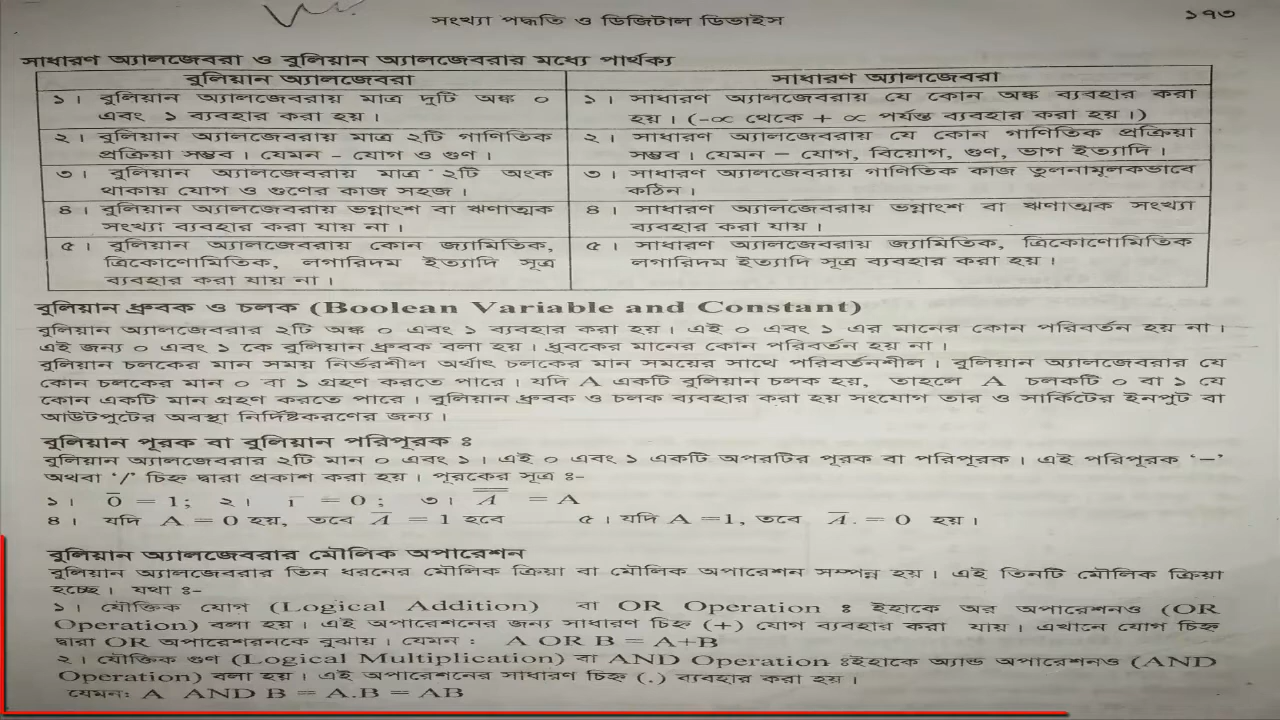 সংখ্যা পদ্ধতি ও ডিজিটাল ডিভাইস ১৭৩
সাধারণ অ্যালজেবরা ও বুলিয়ান অ্যালজেবরার মধ্যে পার্থক্য
বুলিয়ান অ্যালজেবরা
১। বুলিয়ান অ্যালজেবরায় মাত্র দুটি অঙ্ক ০
এবং ১ ব্যবহার করা হয়।
২। বুলিয়ান অ্যালজেবরায় মাত্র ২টি গাণিতিক
প্রক্রিয়া সম্ভব। যেমন - যোগ ও গুণ।
৩। বুলিয়ান অ্যালজেবরায় মাত্র ২টি অংক
থাকায় যোগ ও গুণের কাজ সহজ।
৪। বুলিয়ান অ্যালজেবরায় ভগ্নাংশ বা ঋণাত্মক
সংখ্যা ব্যবহার করা যায় না।
৫। বুলিয়ান অ্যালজেবরায় কোন জ্যামিতিক,
ত্রিকোণোমিতিক, লগারিদম ইত্যাদি সূত্র
ব্যবহার করা যায় না।
সাধারণ অ্যালজেবরা
১। সাধারণ অ্যালজেবরায় যে কোন অঙ্ক ব্যবহার করা
হয়। (-∝ থেকে + ∝ পর্যন্ত ব্যবহার করা হয়।)
২। সাধারণ অ্যালজেবরায় যে কোন গাণিতিক প্রক্রিয়া
সম্ভব। যেমন – যোগ, বিয়োগ, গুণ, ভাগ ইত্যাদি।
৩। সাধারণ অ্যালজেবরায় গাণিতিক কাজ তুলনামূলকভাবে
কঠিন।
৪। সাধারণ অ্যালজেবরায় ভগ্নাংশ বা ঋণাত্মক সংখ্যা
ব্যবহার করা যায়।
৫। সাধারণ অ্যালজেবরায় জ্যামিতিক, ত্রিকোণোমিতিক
লগারিদম ইত্যাদি সূত্র ব্যবহার করা হয়।
বুলিয়ান ধ্রুবক ও চলক (Boolean Variable and Constant)
বুলিয়ান অ্যালজেবরার ২টি অঙ্ক ০ এবং ১ ব্যবহার করা হয়। এই ০ এবং ১ এর মানের কোন পরিবর্তন হয় না।
এই জন্য ০ এবং ১ কে বুলিয়ান ধ্রুবক বলা হয়। ধ্রুবকের মানের কোন পরিবর্তন হয় না।
বুলিয়ান চলকের মান সময় নির্ভরশীল অর্থাৎ চলকের মান সময়ের সাথে পরিবর্তনশীল। বুলিয়ান অ্যালজেবরার যে
কোন চলকের মান ০ বা ১ গ্রহণ করতে পারে। যদি A একটি বুলিয়ান চলক হয়, তাহলে A চলকটি ০ বা ১ যে
কোন একটি মান গ্রহণ করতে পারে। বুলিয়ান ধ্রুবক ও চলক ব্যবহার করা হয় সংযোগ তার ও সার্কিটের ইনপুট বা
আউটপুটের অবস্থা নির্দিষ্টকরণের জন্য।
বুলিয়ান পূরক বা বুলিয়ান পরিপূরক ঃ
বুলিয়ান অ্যালজেবরার ২টি মান ০ এবং ১। এই ০ এবং ১ একটি অপরটির পূরক বা পরিপূরক। এই পরিপূরক ‘–’
অথবা ‘/’ চিহ্ন দ্বারা প্রকাশ করা হয়। পূরকের সূত্র ঃ-
১। 0̅ = 1; ২। 1̅ = 0; ৩। A̿ = A
৪। যদি A = 0 হয়, তবে A̅ = 1 হবে ৫। যদি A =1, তবে A̅. = 0 হয়।
বুলিয়ান অ্যালজেবরার মৌলিক অপারেশন
বুলিয়ান অ্যালজেবরার তিন ধরনের মৌলিক ক্রিয়া বা মৌলিক অপারেশন সম্পন্ন হয়। এই তিনটি মৌলিক ক্রিয়া
হচ্ছে। যথা ঃ-
১। যৌক্তিক যোগ (Logical Addition) বা OR Operation ঃ ইহাকে অর অপারেশনও (OR
Operation) বলা হয়। এই অপারেশনের জন্য সাধারণ চিহ্ন (+) যোগ ব্যবহার করা যায়। এখানে যোগ চিহ্ন
দ্বারা OR অপারেশরনকে বুঝায়। যেমন : A OR B = A+B
২। যৌক্তিক গুণ (Logical Multiplication) বা AND Operation ঃইহাকে অ্যান্ড অপারেশনও (AND
Operation) বলা হয়। এই অপারেশনের সাধারণ চিহ্ন (.) ব্যবহার করা হয়।
যেমনঃ A AND B = A.B = AB